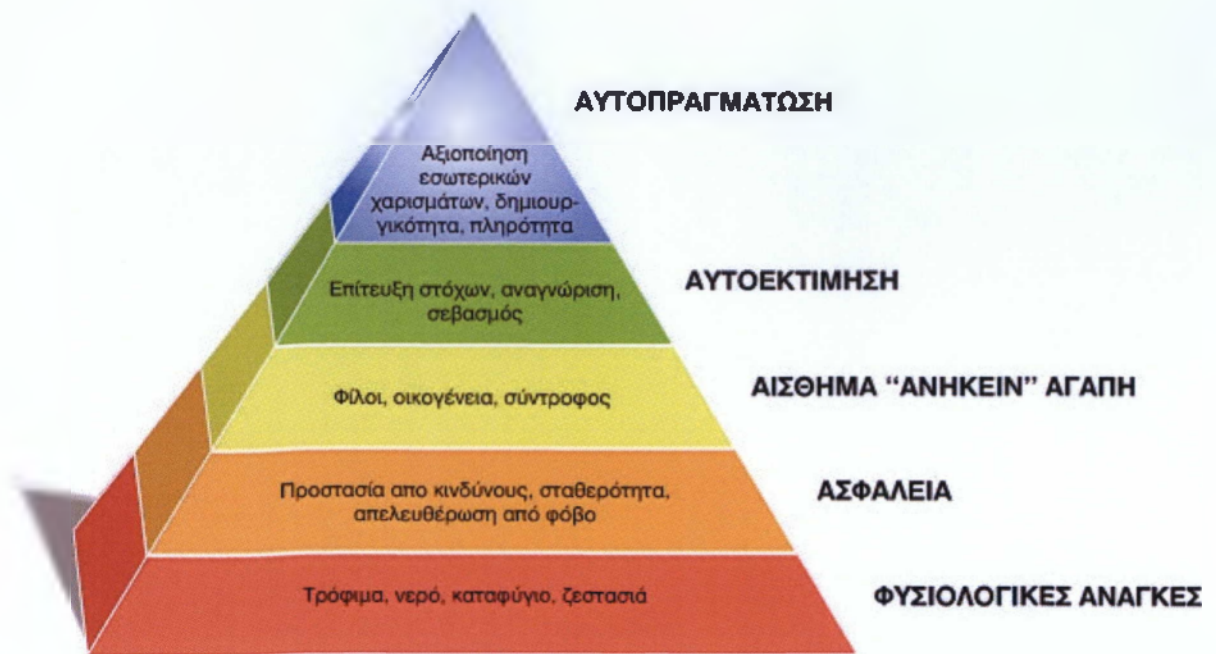 ΑΥΤΟΠΡΑΓΜΑΤΩΣΗ
Αξιοποίηση
εσωτερικών
χαρισμάτων, δημιουρ-
γικότητα, πληρότητα
ΑΥΤΟΕΚΤΙΜΗΣΗ
Επίτευξη στόχων, αναγνώριση,
σεβασμός
ΑΙΣΘΗΜΑ “ΑΝΗΚΕΙΝ” ΑΓΑΠΗ
Φίλοι, οικογένεια, σύντροφος
ΑΣΦΑΛΕΙΑ
Προστασία απο κινδύνους, σταθερότητα,
απελευθέρωση από φόβο
ΦΥΣΙΟΛΟΓΙΚΕΣ ΑΝΑΓΚΕΣ
Τρόφιμα, νερό, καταφύγιο, ζεστασιά